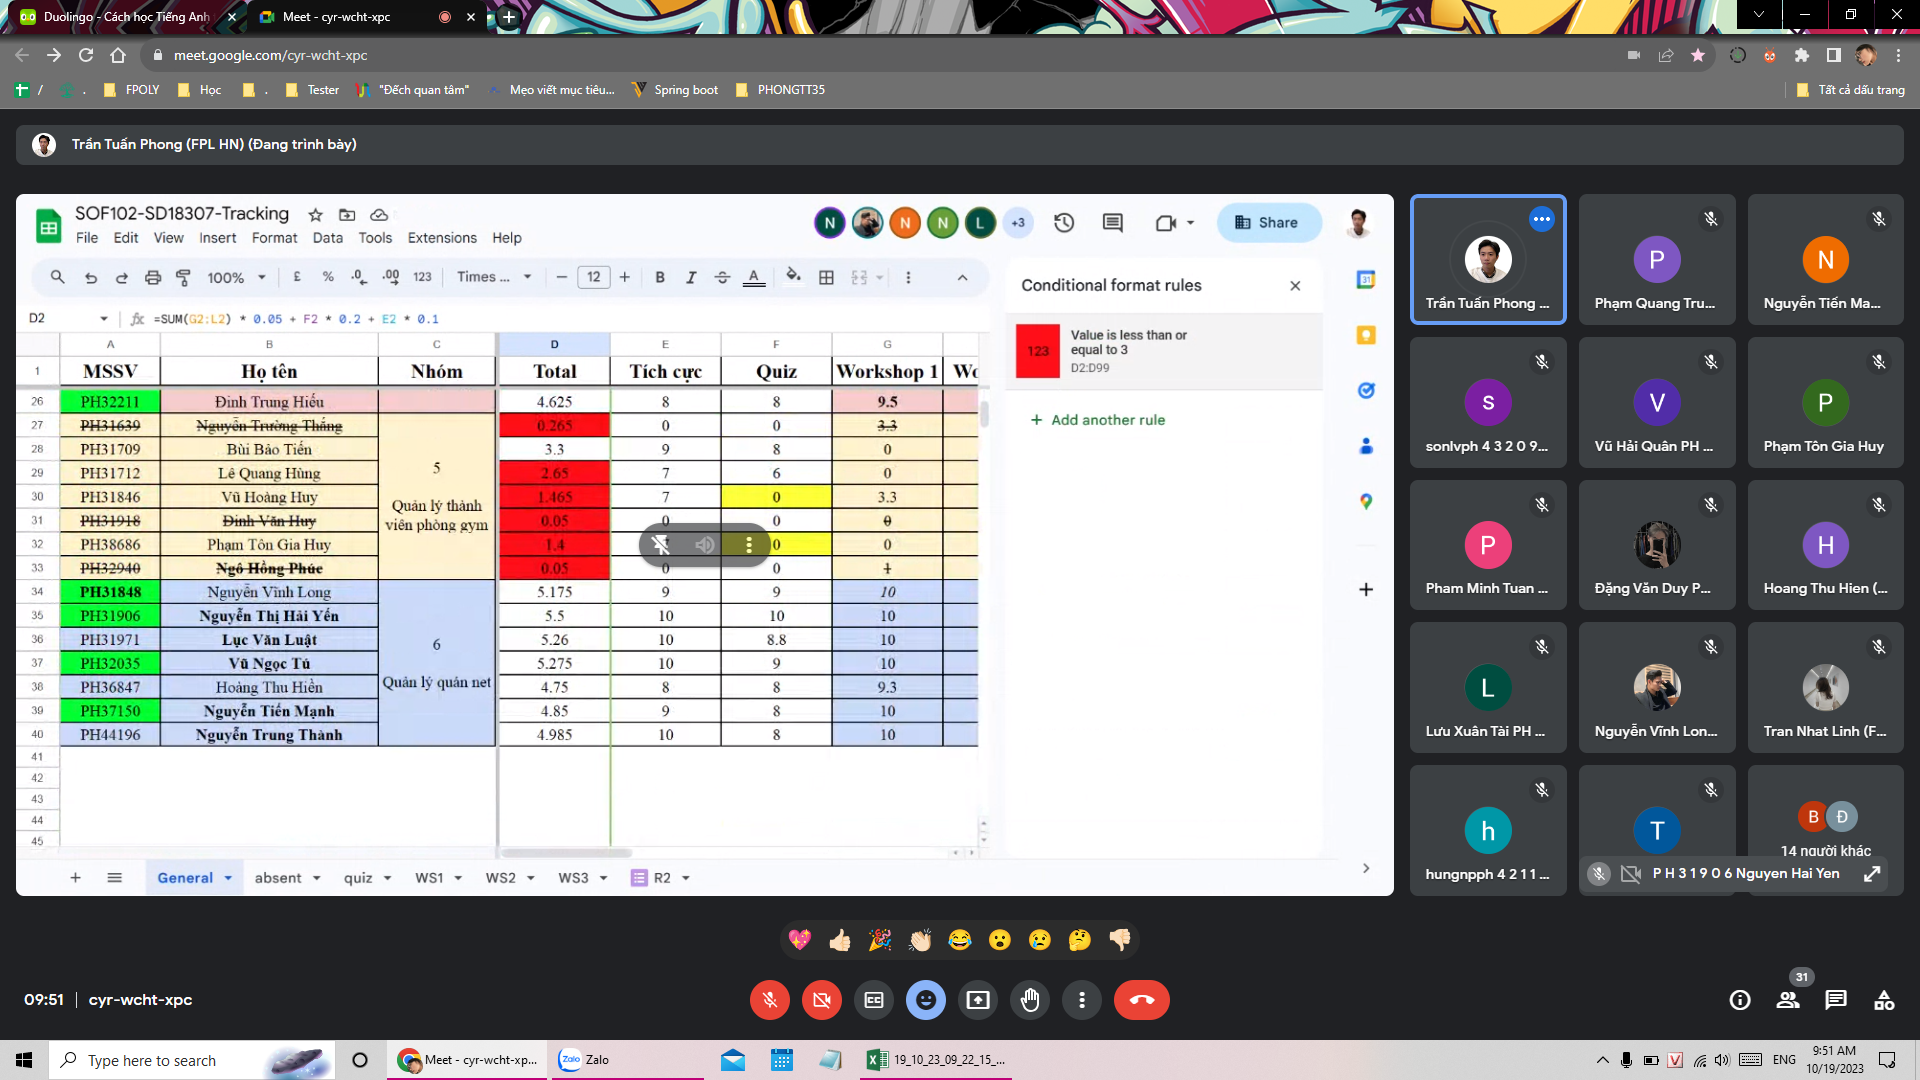 Duolingo - Cách học Tiếng Anh
Meet - cyr-wcht-xpc
meet.google.com/cyr-wcht-xpc
/
.
FPOLY
Học
.
Tester
"Đếch quan tâm"
Mẹo viết mục tiêu...
Spring boot
PHONGTT35
Tất cả dấu trang
Trần Tuấn Phong (FPL HN) (Đang trình bày)
SOF102-SD18307-Tracking
File Edit View Insert Format Data Tools Extensions Help
N N N L +3
Share
100% £ % .0 .00 123 Times ... − 12 + B I A
D2 fx =SUM(G2:L2) * 0.05 + F2 * 0.2 + E2 * 0.1
A B C D E F G
1 MSSV Họ tên Nhóm Total Tích cực Quiz Workshop 1
26 PH32211 Đinh Trung Hiếu 4.625 8 8 9.5
27 PH31639 Nguyễn Trường Thắng 0.265 0 0 3.3
28 PH31709 Bùi Bảo Tiến 3.3 9 8 0
29 PH31712 Lê Quang Hùng 2.65 7 6 0
30 PH31846 Vũ Hoàng Huy 1.465 7 0 3.3
31 PH31918 Đinh Văn Huy 0.05 0 0 0
32 PH38686 Phạm Tôn Gia Huy 1.4 0 0
33 PH32940 Ngô Hồng Phúc 0.05 0 0 1
5
Quản lý thành
viên phòng gym
34 PH31848 Nguyễn Vĩnh Long 5.175 9 9 10
35 PH31906 Nguyễn Thị Hải Yến 5.5 10 10 10
36 PH31971 Lục Văn Luật 5.26 10 8.8 10
37 PH32035 Vũ Ngọc Tú 5.275 10 9 10
38 PH36847 Hoàng Thu Hiền 4.75 8 8 9.3
39 PH37150 Nguyễn Tiến Mạnh 4.85 9 8 10
40 PH44196 Nguyễn Trung Thành 4.985 10 8 10
6
Quản lý quán net
41
42
43
44
45
General absent quiz WS1 WS2 WS3 R2
Conditional format rules
123
Value is less than or
equal to 3
D2:D99
+ Add another rule
31
Trần Tuấn Phong ...
P
Phạm Quang Tru...
N
Nguyễn Tiến Ma...
s
sonlvph 4 3 2 0 9...
V
Vũ Hải Quân PH ...
P
Phạm Tôn Gia Huy
P
Pham Minh Tuan ...
Đặng Văn Duy P...
H
Hoang Thu Hien (...
L
Lưu Xuân Tài PH ...
Nguyễn Vĩnh Lon...
Tran Nhat Linh (F...
h
hungnpph 4 2 1 1 ...
T
B Đ
14 người khác
P H 3 1 9 0 6 Nguyen Hai Yen
09:51 | cyr-wcht-xpc
31
Type here to search
Meet - cyr-wcht-xp...
Zalo
Zalo
19_10_23_09_22_15_...
ENG
9:51 AM
10/19/2023